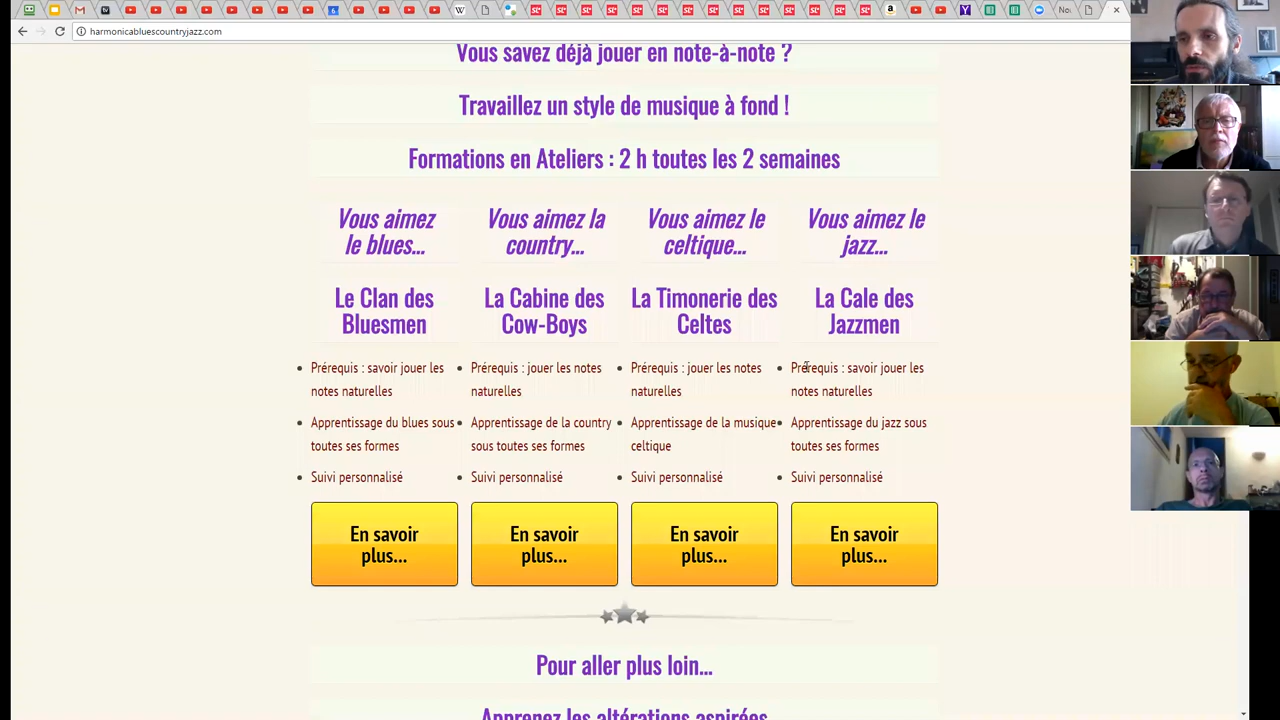 harmonicabluescountryjazz.com
Vous savez déjà jouer en note-à-note ?
Travaillez un style de musique à fond !
Formations en Ateliers : 2 h toutes les 2 semaines
Vous aimez
le blues...
Le Clan des
Bluesmen
Prérequis : savoir jouer les
notes naturelles
Apprentissage du blues sous
toutes ses formes
Suivi personnalisé
En savoir
plus...
Vous aimez la
country...
La Cabine des
Cow-Boys
Prérequis : jouer les notes
naturelles
Apprentissage de la country
sous toutes ses formes
Suivi personnalisé
En savoir
plus...
Vous aimez le
celtique...
La Timonerie des
Celtes
Prérequis : jouer les notes
naturelles
Apprentissage de la musique
celtique
Suivi personnalisé
En savoir
plus...
Vous aimez le
jazz...
La Cale des
Jazzmen
Prérequis : savoir jouer les
notes naturelles
Apprentissage du jazz sous
toutes ses formes
Suivi personnalisé
En savoir
plus...
Pour aller plus loin...
Apprenez les altérations aspirées